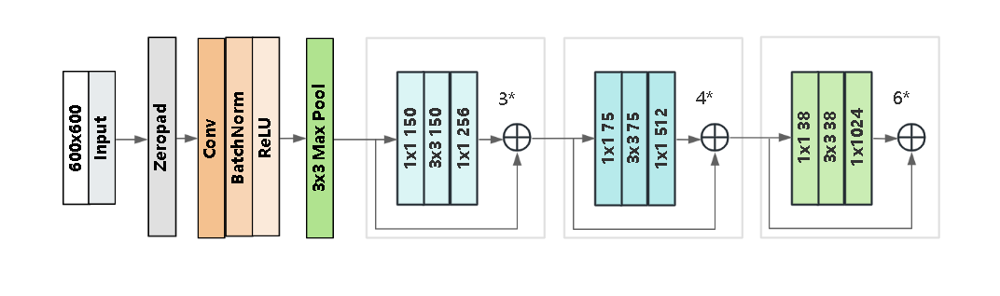 600x600
Input
Zeropad
Conv
BatchNorm
ReLU
3x3 Max Pool
1x1 150
3x3 150
1x1 256
3*
1x1 75
3x3 75
1x1 512
4*
1x1 38
3x3 38
1x1024
6*